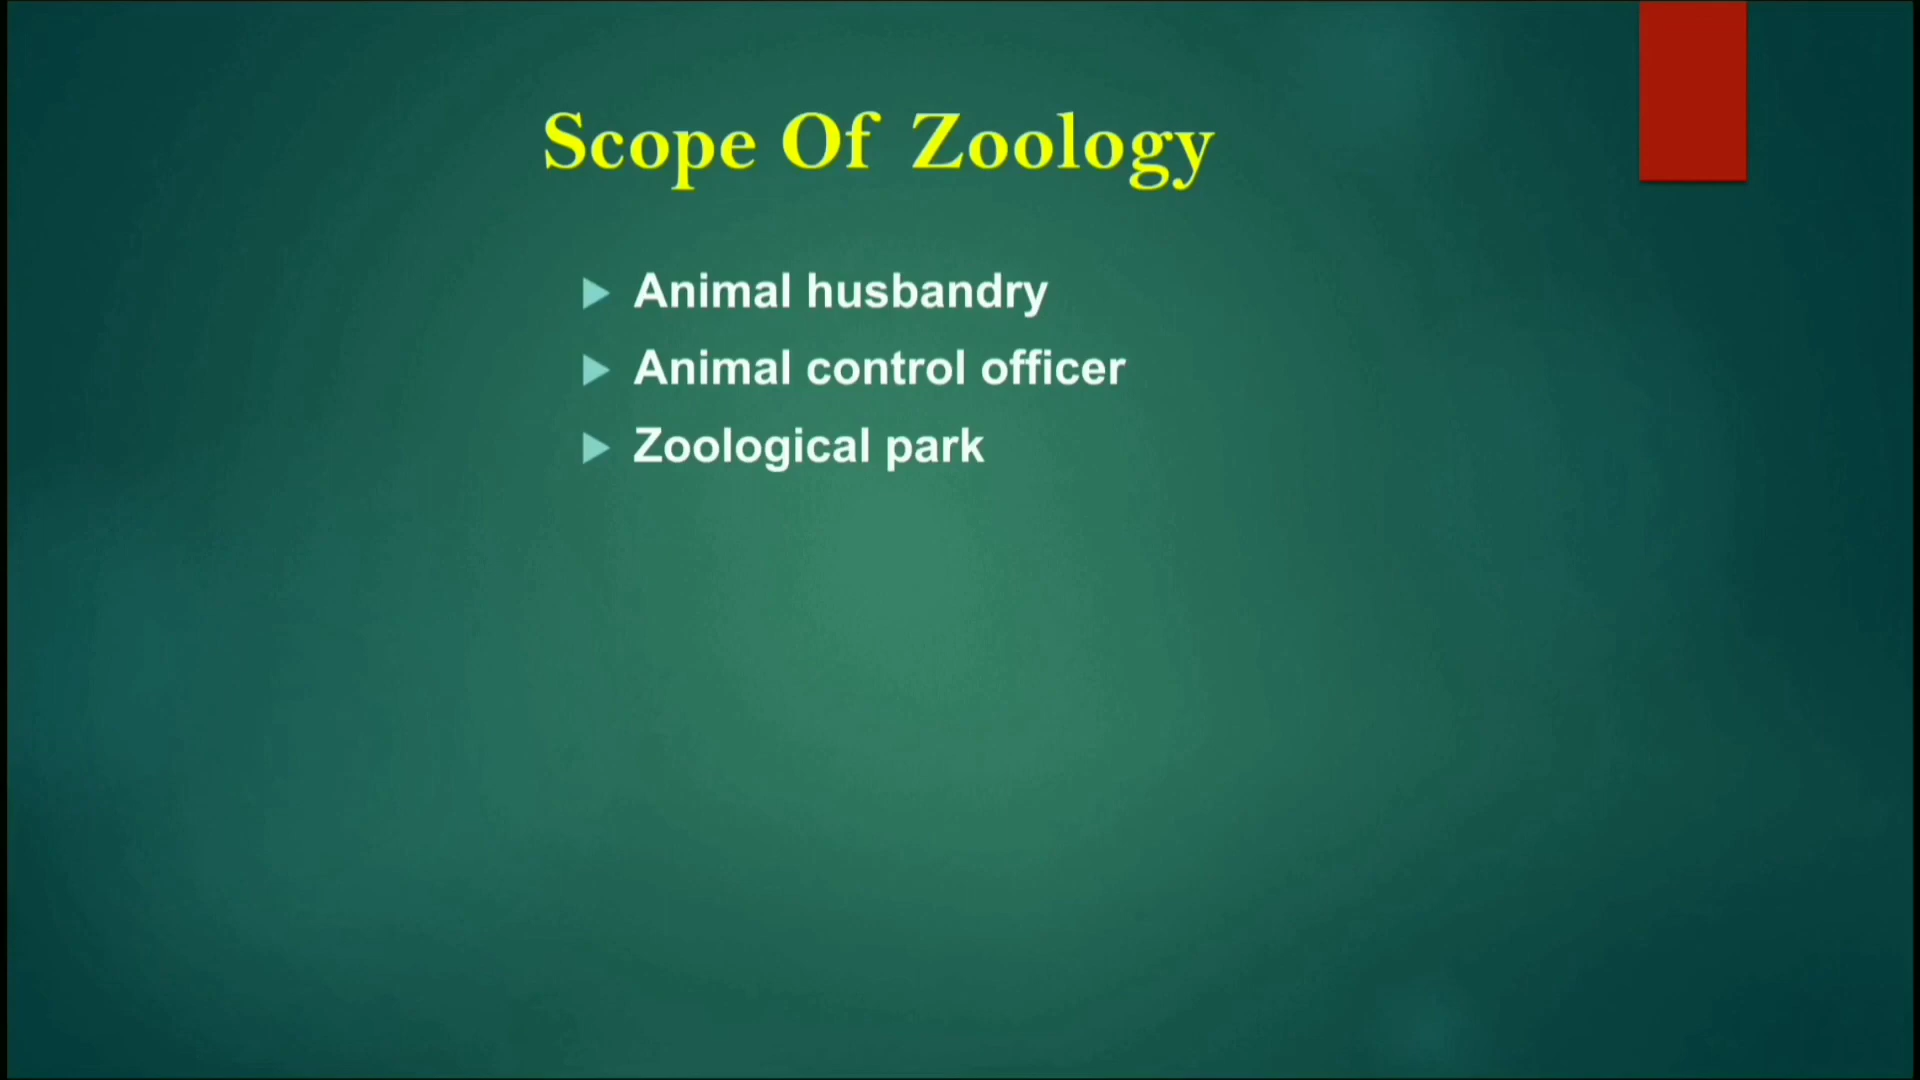 Scope Of Zoology
Animal husbandry
Animal control officer
Zoological park